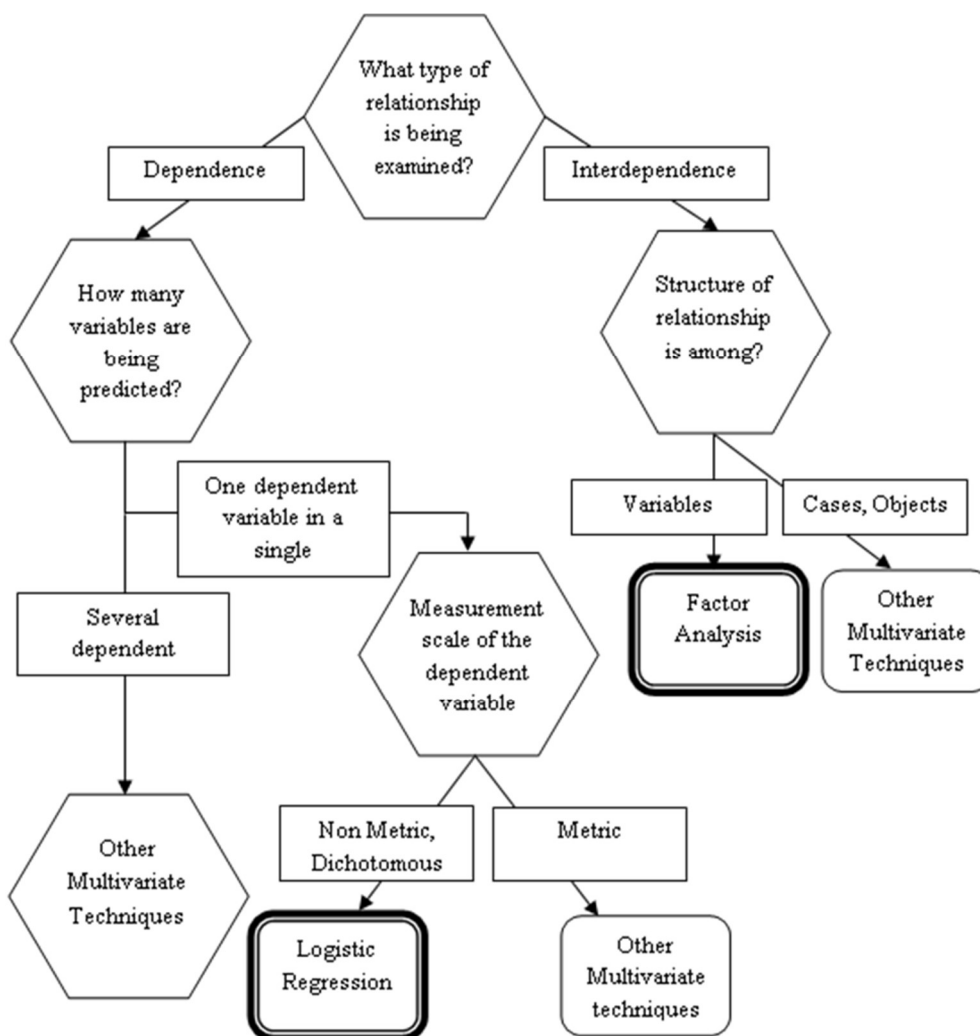 What type of
relationship
is being
examined?
Dependence
Interdependence
How many
variables are
being
predicted?
Structure of
relationship
is among?
One dependent
variable in a
single
Variables
Cases, Objects
Several
dependent
Measurement
scale of the
dependent
variable
Factor
Analysis
Other
Multivariate
Techniques
Other
Multivariate
Techniques
Non Metric,
Dichotomous
Metric
Logistic
Regression
Other
Multivariate
techniques